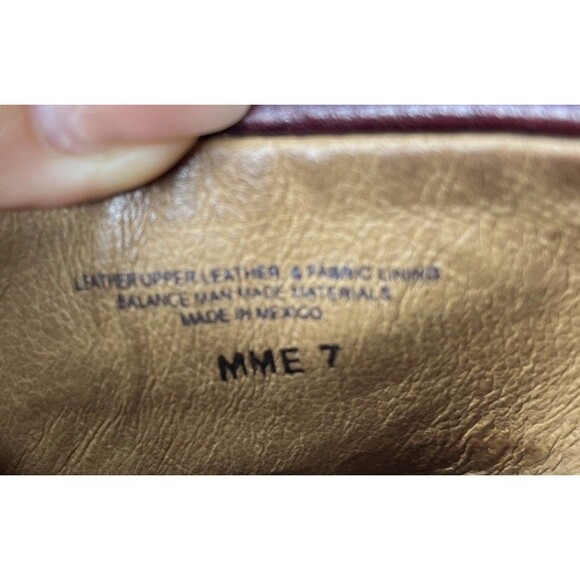 LEATHER UPPER LEATHER & FABRIC LINING
BALANCE MAN MADE MATERIALS
MADE IN MEXICO
MME 7